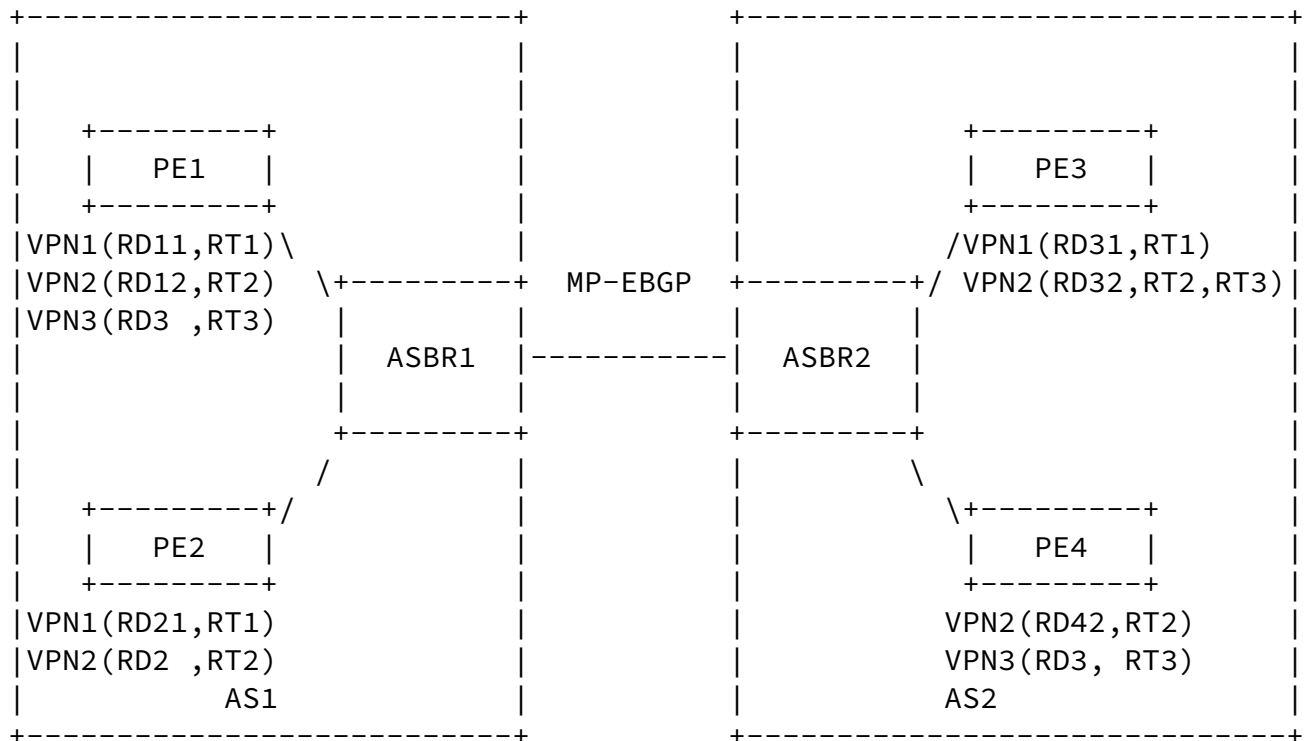 PE1 PE3
VPN1(RD11,RT1) VPN1(RD31,RT1)
VPN2(RD12,RT2) MP-EBGP VPN2(RD32,RT2,RT3)
VPN3(RD3 ,RT3)
ASBR1 ASBR2
PE2 PE4
VPN1(RD21,RT1) VPN2(RD42,RT2)
VPN2(RD2 ,RT2) VPN3(RD3, RT3)
AS1 AS2